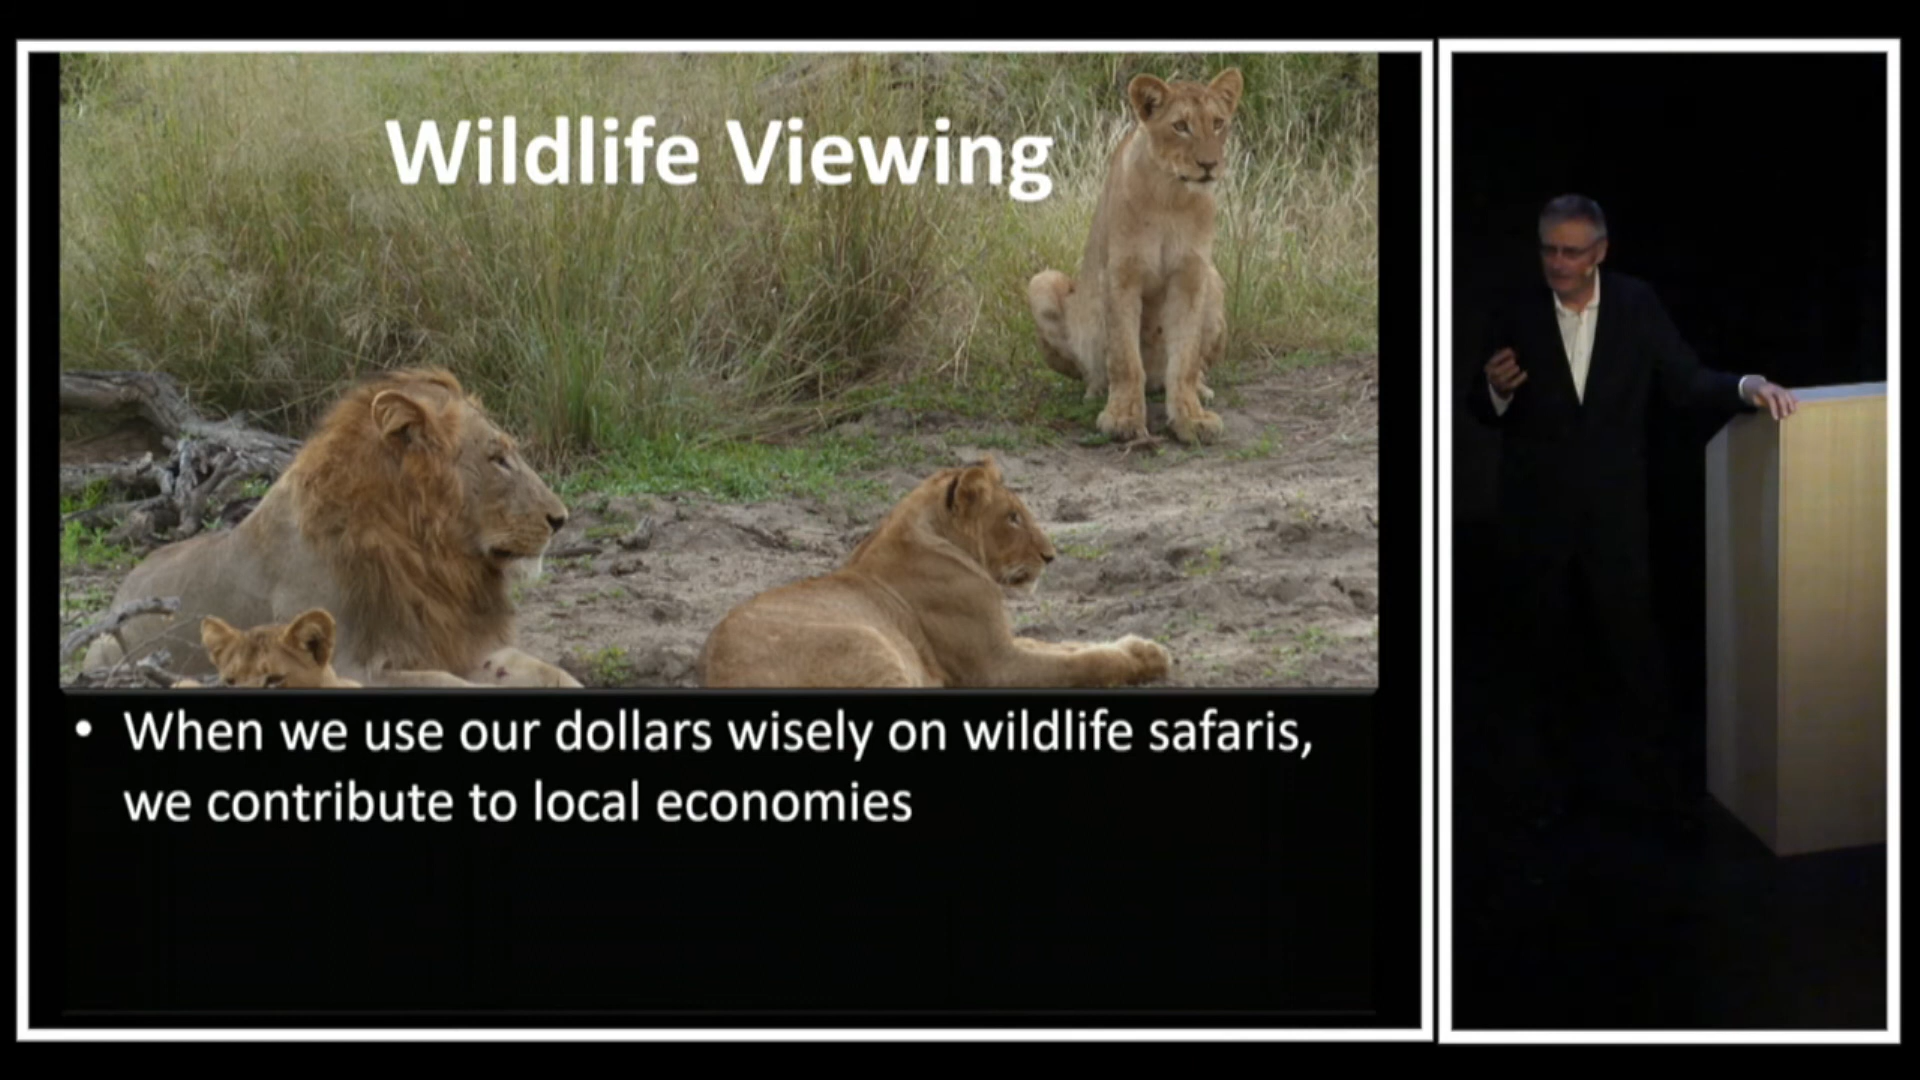 Wildlife Viewing
• When we use our dollars wisely on wildlife safaris,
we contribute to local economies